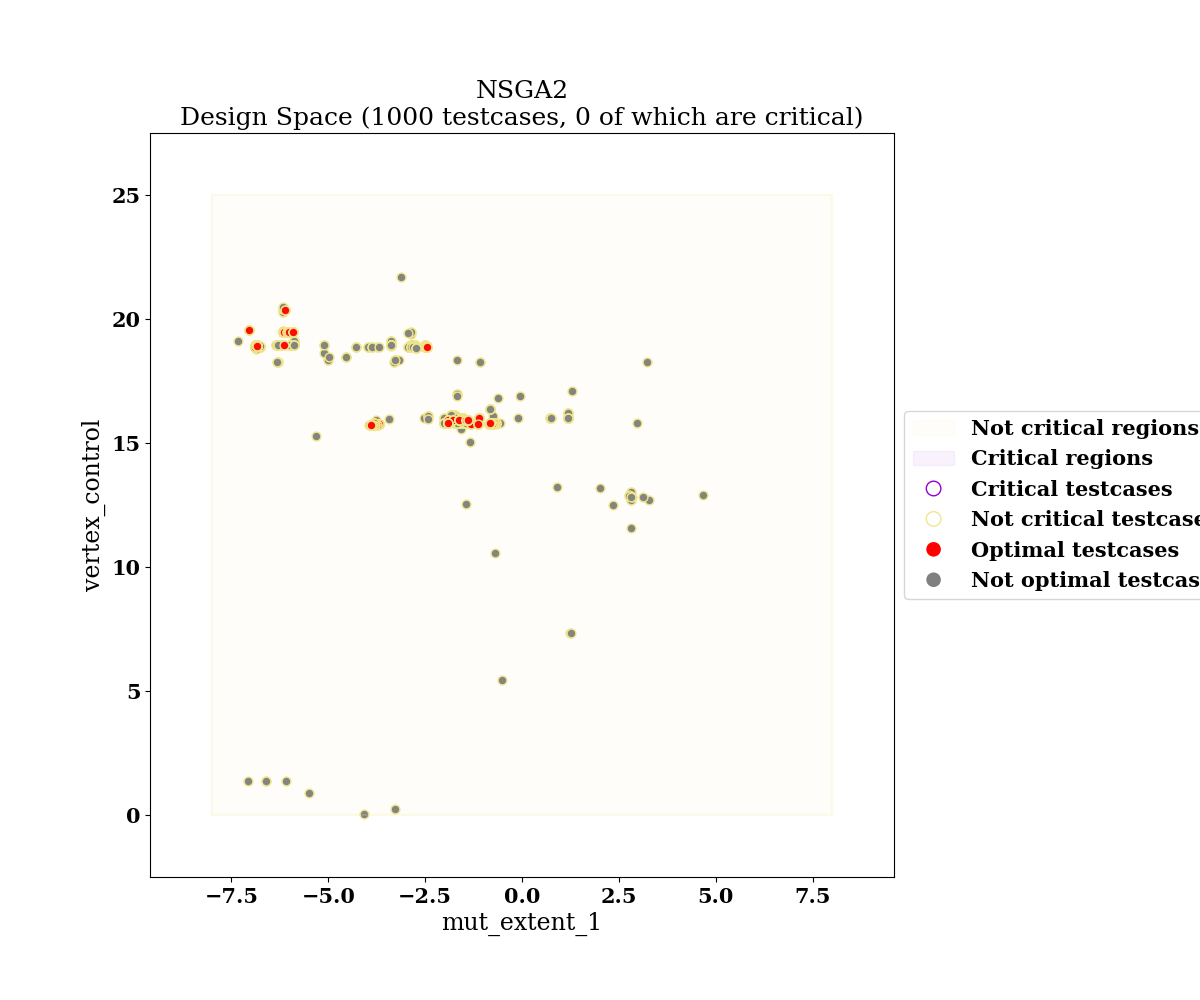 NSGA2
Design Space (1000 testcases, 0 of which are critical)
25
20
15
10
5
0
vertex_control
−7.5 −5.0 −2.5 0.0 2.5 5.0 7.5
mut_extent_1
Not critical regions
Critical regions
Critical testcases
Not critical testcase
Optimal testcases
Not optimal testcas